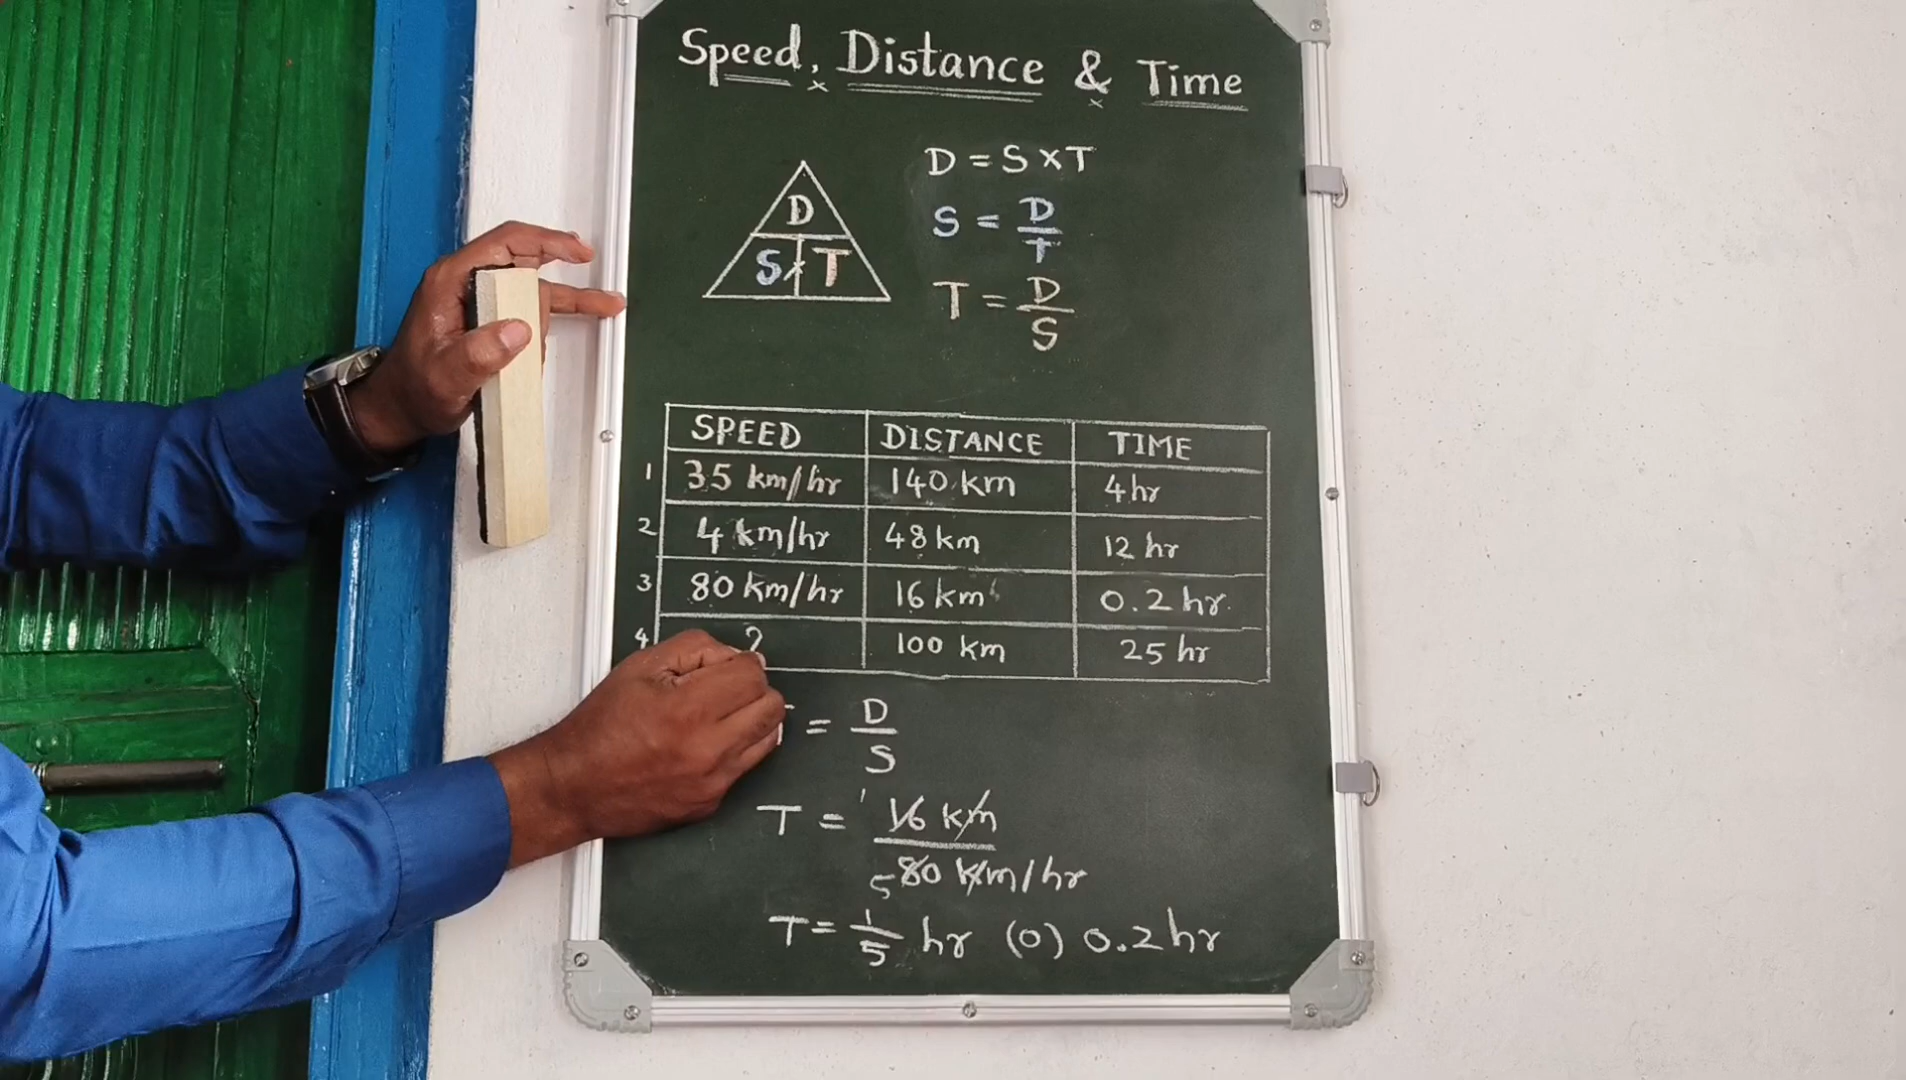 Speed, Distance & Time
D = S × T
S = D/T
T = D/S
D
S × T
SPEED DISTANCE TIME
1 35 km/hr 140 km 4 hr
2 4 km/hr 48 km 12 hr
3 80 km/hr 16 km 0.2 hr
4 ? 100 km 25 hr
= D/S
T = 1 16 km
5 80 km/hr
T = 1/5 hr (0) 0.2 hr